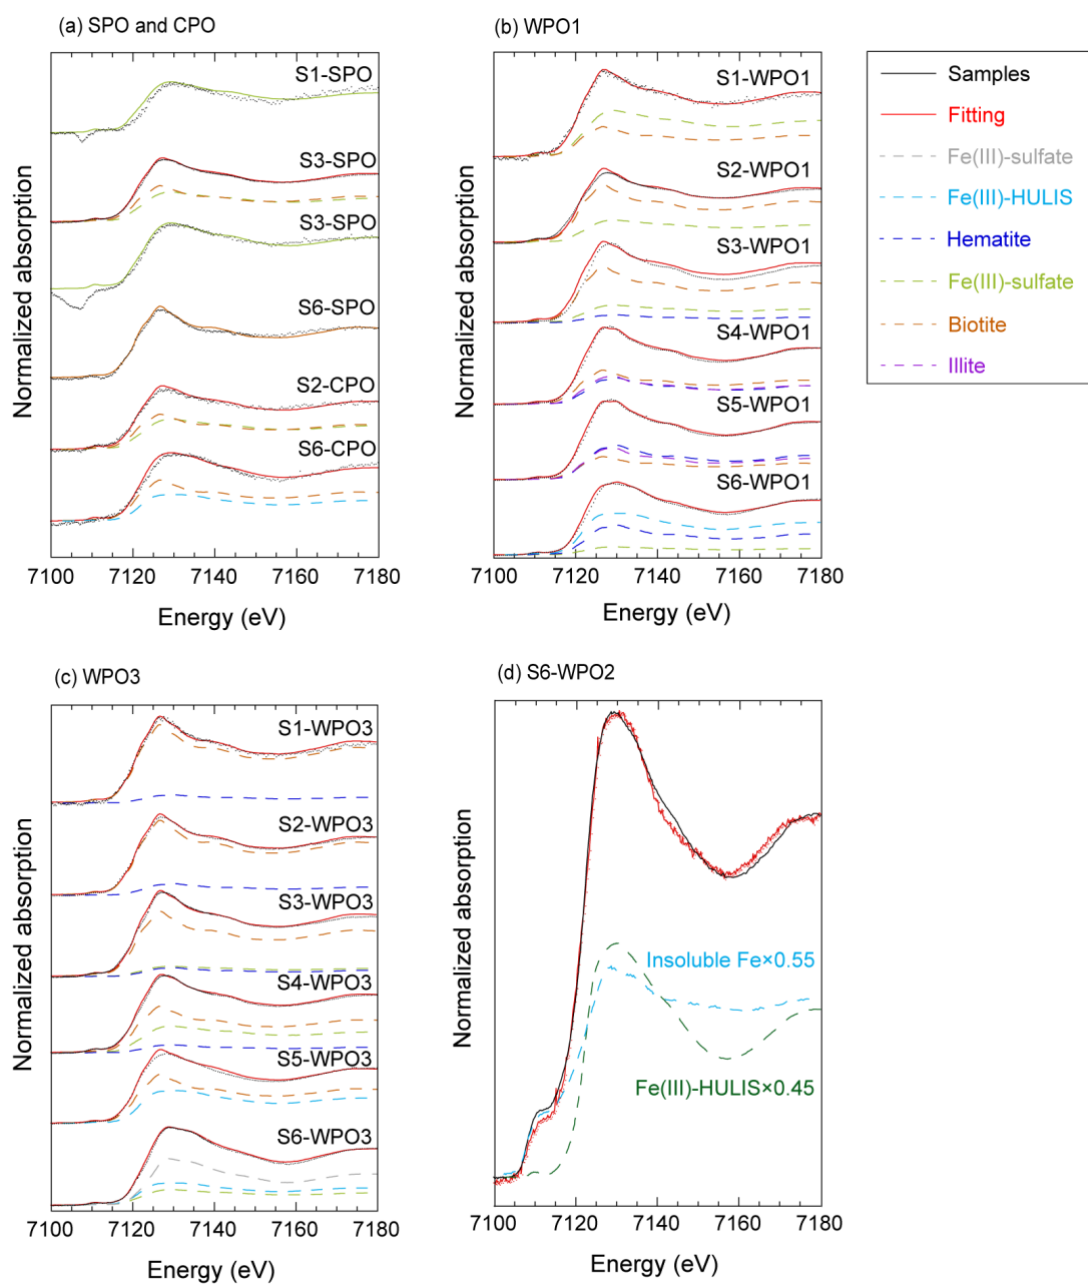 (a) SPO and CPO
S1-SPO
S3-SPO
S3-SPO
S6-SPO
S2-CPO
S6-CPO
Normalized absorption
7100 7120 7140 7160 7180
Energy (eV)
(b) WPO1
S1-WPO1
S2-WPO1
S3-WPO1
S4-WPO1
S5-WPO1
S6-WPO1
Normalized absorption
7100 7120 7140 7160 7180
Energy (eV)
Samples
Fitting
Fe(III)-sulfate
Fe(III)-HULIS
Hematite
Fe(III)-sulfate
Biotite
Illite
(c) WPO3
S1-WPO3
S2-WPO3
S3-WPO3
S4-WPO3
S5-WPO3
S6-WPO3
Normalized absorption
7100 7120 7140 7160 7180
Energy (eV)
(d) S6-WPO2
Insoluble Fe×0.55
Fe(III)-HULIS×0.45
Normalized absorption
7100 7120 7140 7160 7180
Energy (eV)